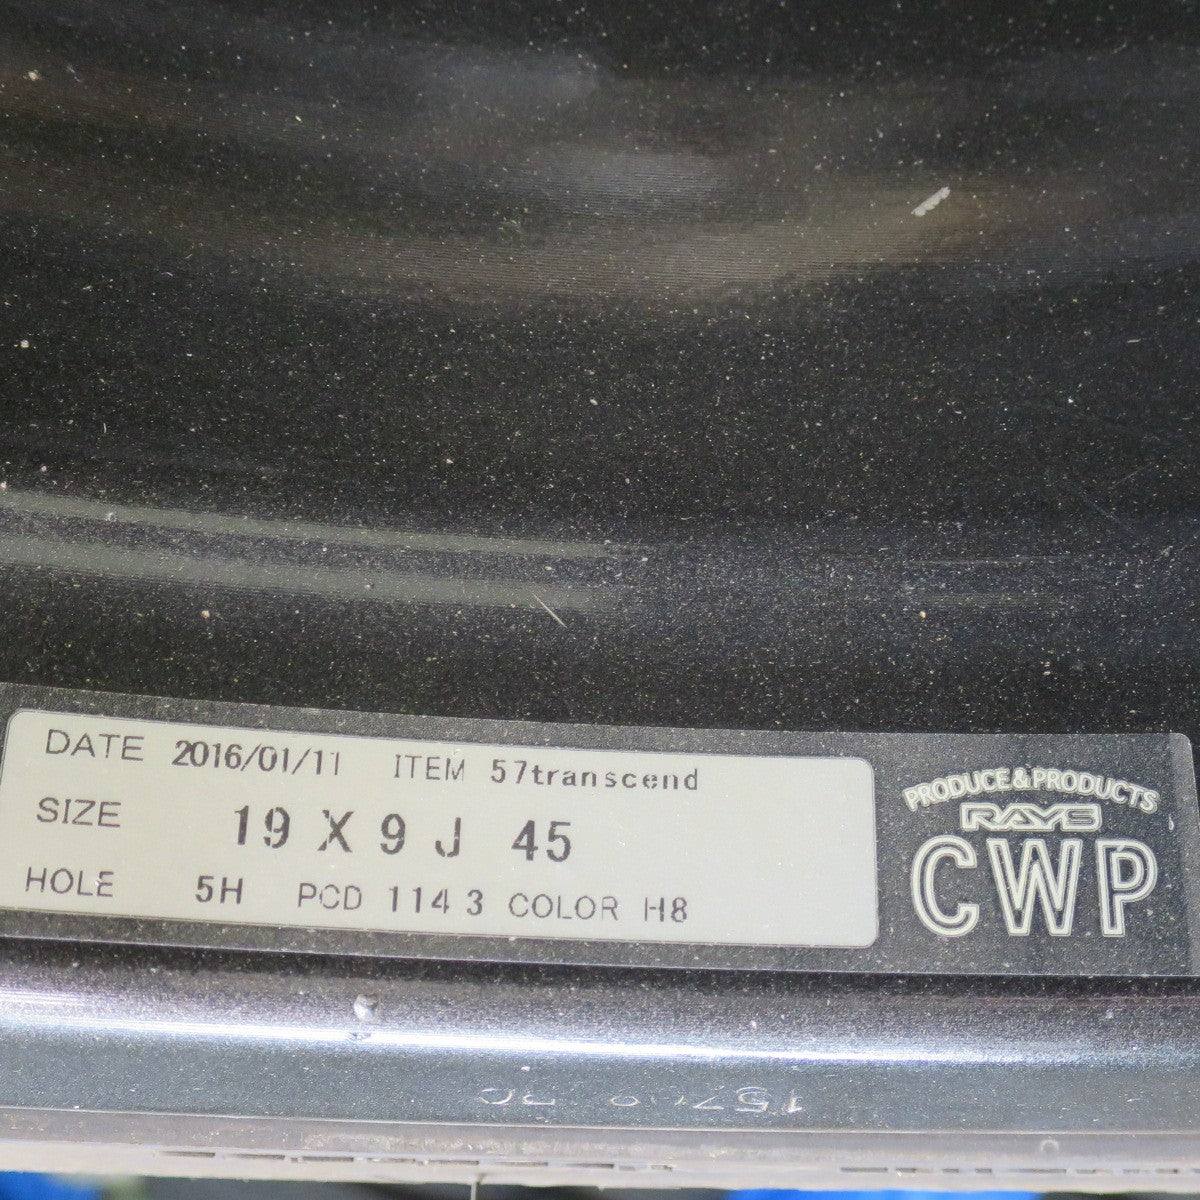 DATE 2016/01/11 ITEM 57transcend
SIZE 19 X 9 J 45
HOLE 5H PCD 114 3 COLOR H8
PRODUCE&PRODUCTS
RAYS
CWP